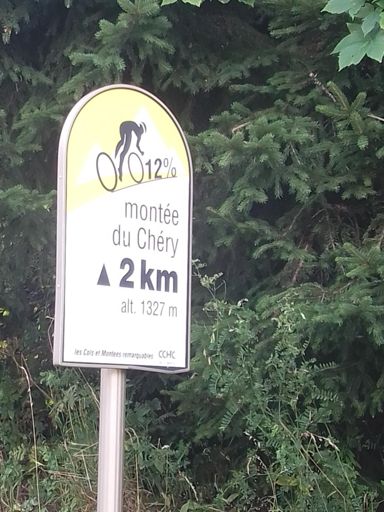 12%
montée
du Chéry
▲ 2 km
alt. 1327 m
les Cols et Montées remarquables CCHC